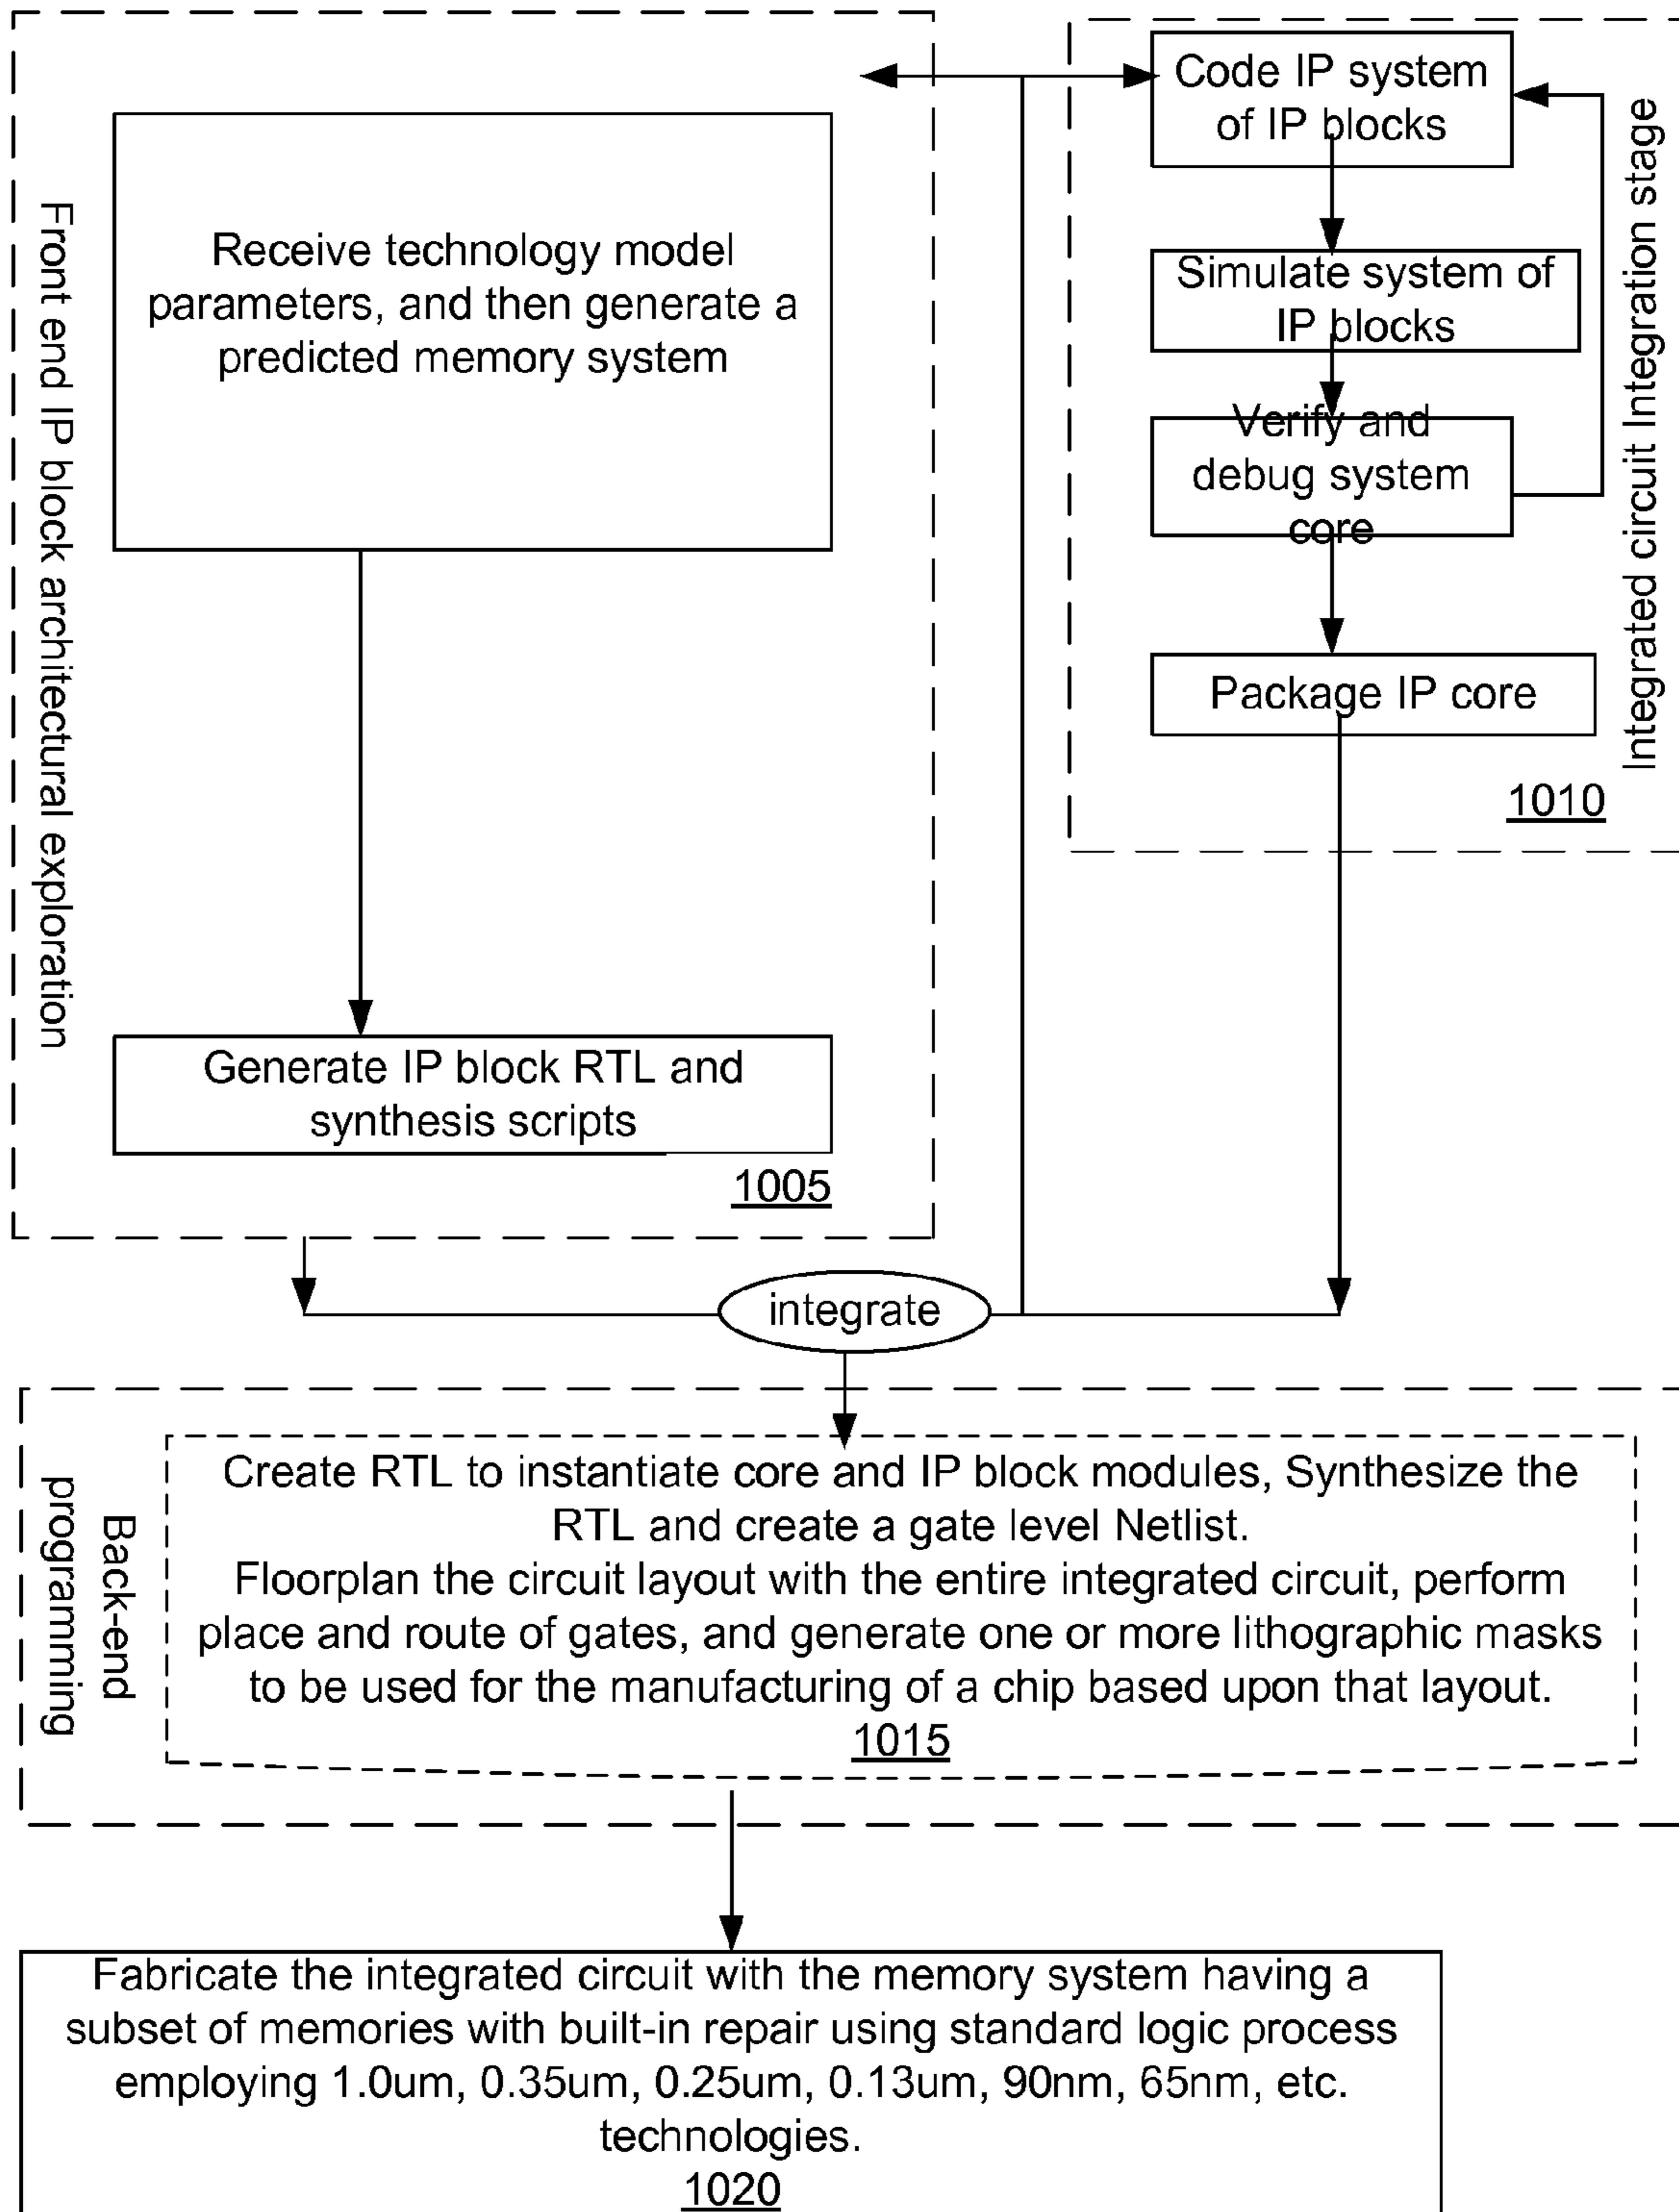 Front end IP block architectural exploration
Receive technology model
parameters, and then generate a
predicted memory system
Generate IP block RTL and
synthesis scripts
1005
Code IP system
of IP blocks
Simulate system of
IP blocks
Verify and
debug system
core
Package IP core
1010
Integrated circuit Integration stage
integrate
Back-end
programming
Create RTL to instantiate core and IP block modules, Synthesize the
RTL and create a gate level Netlist.
Floorplan the circuit layout with the entire integrated circuit, perform
place and route of gates, and generate one or more lithographic masks
to be used for the manufacturing of a chip based upon that layout.
1015
Fabricate the integrated circuit with the memory system having a
subset of memories with built-in repair using standard logic process
employing 1.0um, 0.35um, 0.25um, 0.13um, 90nm, 65nm, etc.
technologies.
1020